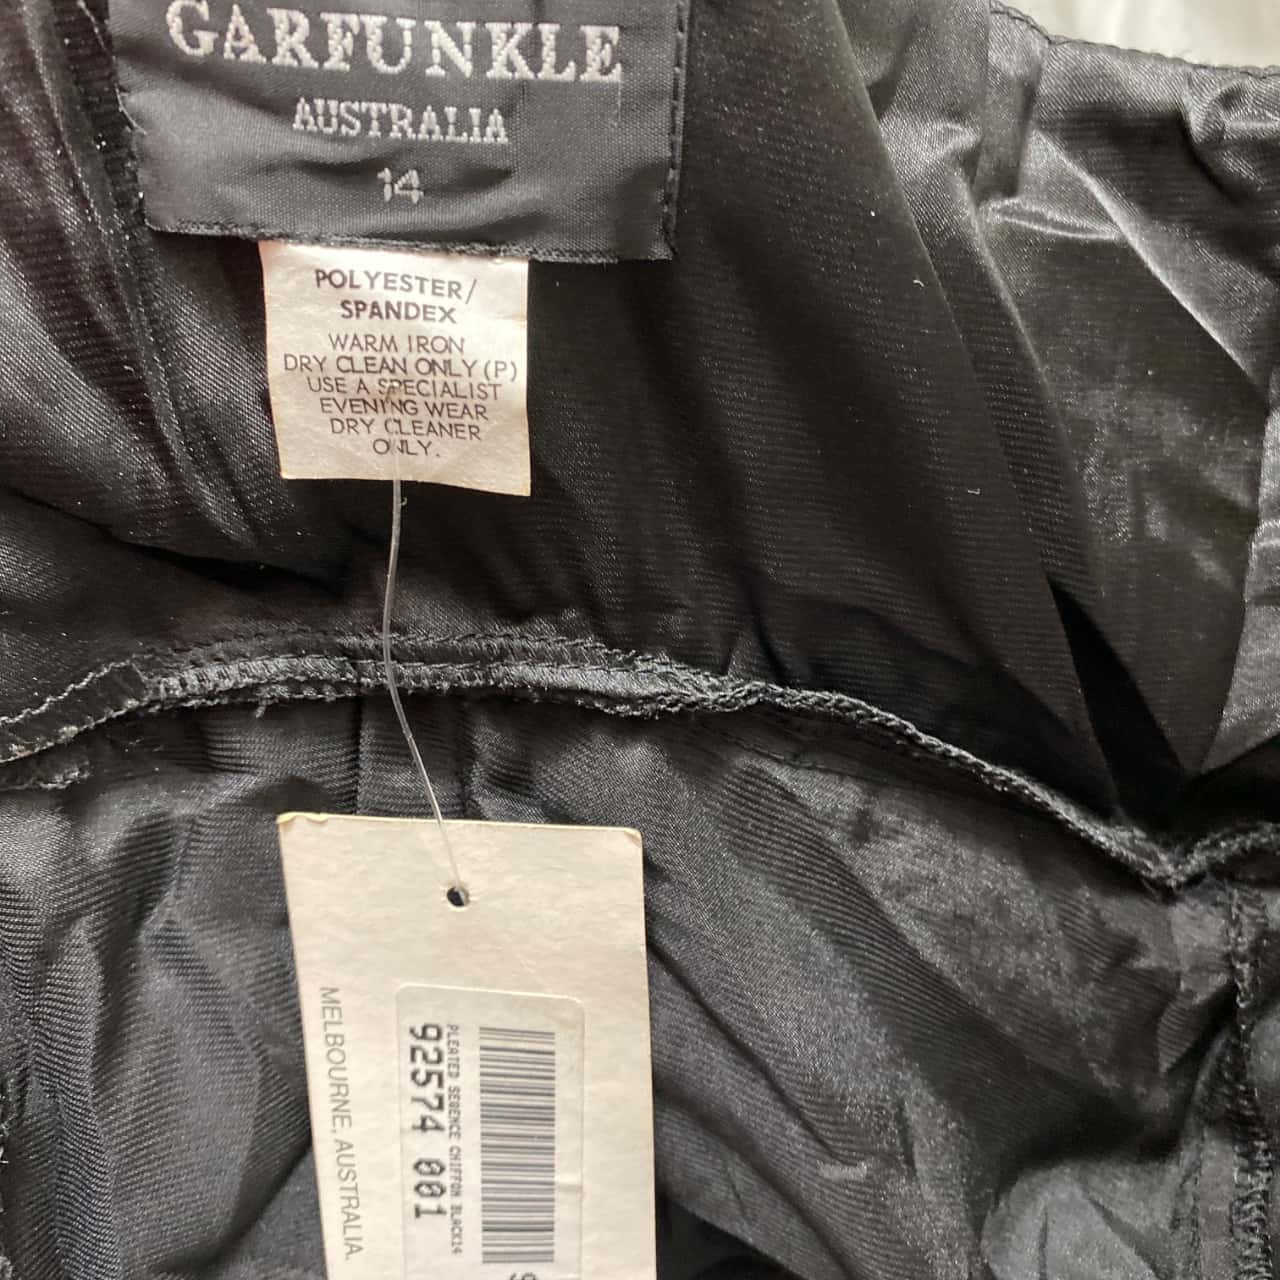 GARFUNKLE
AUSTRALIA
14
POLYESTER/
SPANDEX
WARM IRON
DRY CLEAN ONLY (P)
USE A SPECIALIST
EVENING WEAR
DRY CLEANER
ONLY.
MELBOURNE, AUSTRALIA.
92574 001
PLEATED SEQENCE CHIFFON BLACK14